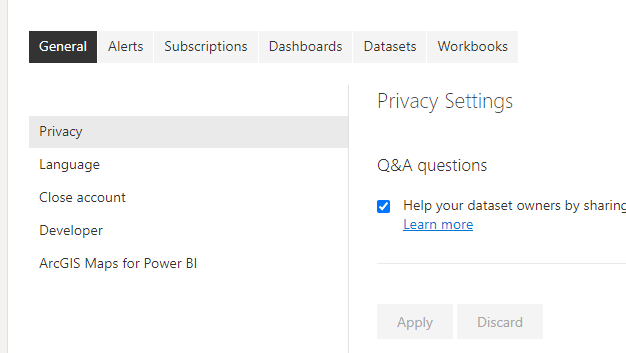 General Alerts Subscriptions Dashboards Datasets Workbooks
Privacy
Language
Close account
Developer
ArcGIS Maps for Power BI
Privacy Settings
Q&A questions
Help your dataset owners by sharing
Learn more
Apply Discard